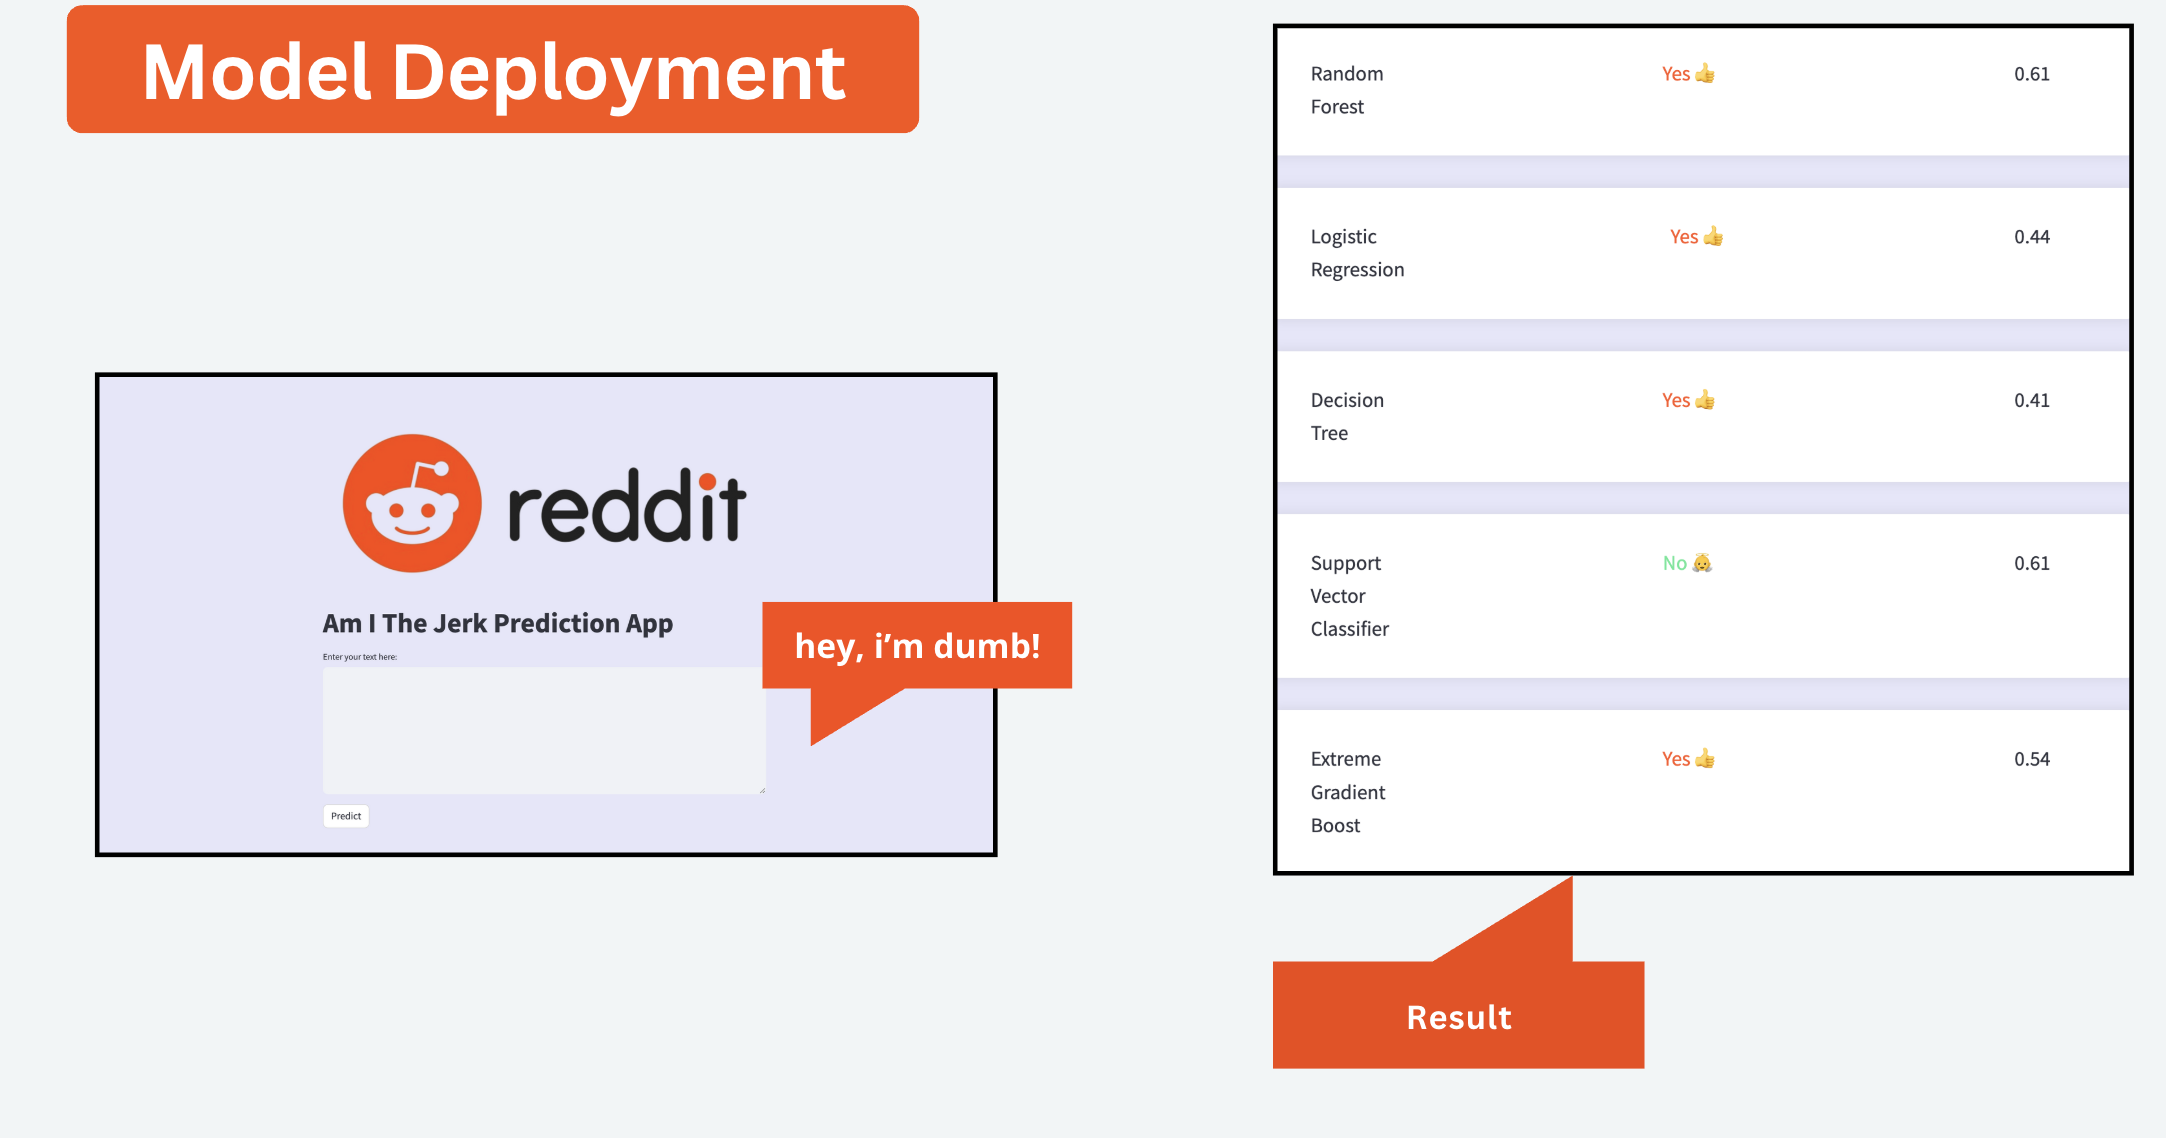 Model Deployment
reddit
Am I The Jerk Prediction App
Enter your text here:
hey, i'm dumb!
Predict
Random Yes 👍 0.61
Forest
Logistic Yes 👍 0.44
Regression
Decision Yes 👍 0.41
Tree
Support No 👼 0.61
Vector
Classifier
Extreme Yes 👍 0.54
Gradient
Boost
Result